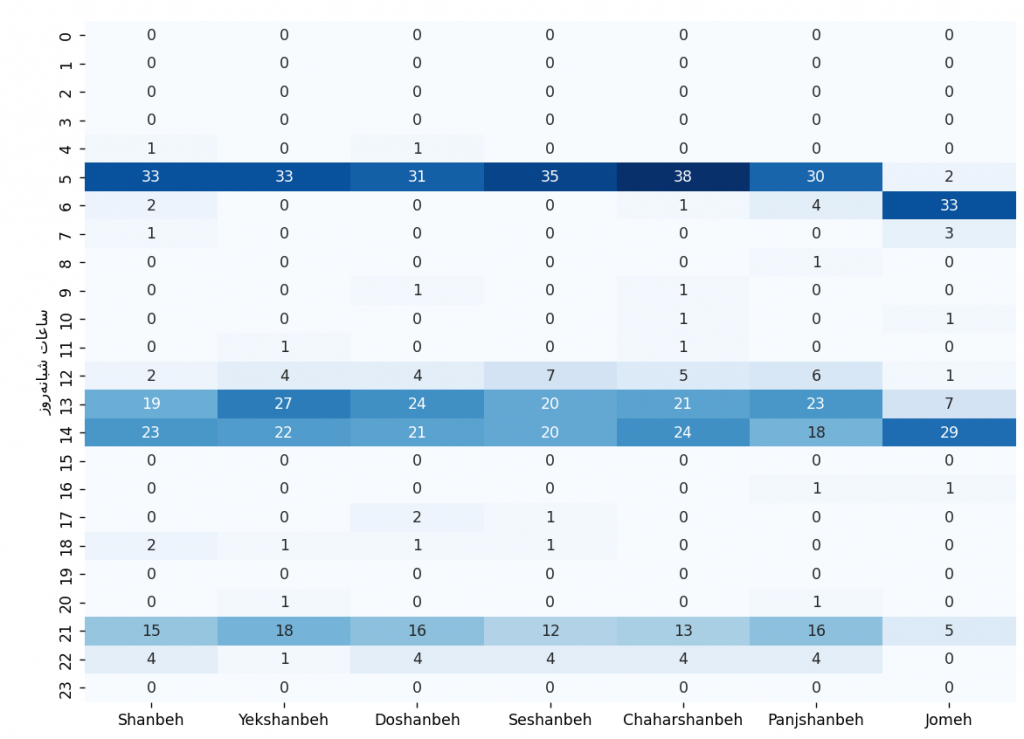 0 0 0 0 0 0 0 0
1 0 0 0 0 0 0 0
2 0 0 0 0 0 0 0
3 0 0 0 0 0 0 0
4 1 0 1 0 0 0 0
5 33 33 31 35 38 30 2
6 2 0 0 0 1 4 33
7 1 0 0 0 0 0 3
8 0 0 0 0 0 1 0
9 0 0 1 0 1 0 0
10 0 0 0 0 1 0 1
11 0 1 0 0 1 0 0
12 2 4 4 7 5 6 1
13 19 27 24 20 21 23 7
14 23 22 21 20 24 18 29
15 0 0 0 0 0 0 0
16 0 0 0 0 0 1 1
17 0 0 2 1 0 0 0
18 2 1 1 1 0 0 0
19 0 0 0 0 0 0 0
20 0 1 0 0 0 1 0
21 15 18 16 12 13 16 5
22 4 1 4 4 4 4 0
23 0 0 0 0 0 0 0
ساعات شبانه‌روز
Shanbeh Yekshanbeh Doshanbeh Seshanbeh Chaharshanbeh Panjshanbeh Jomeh